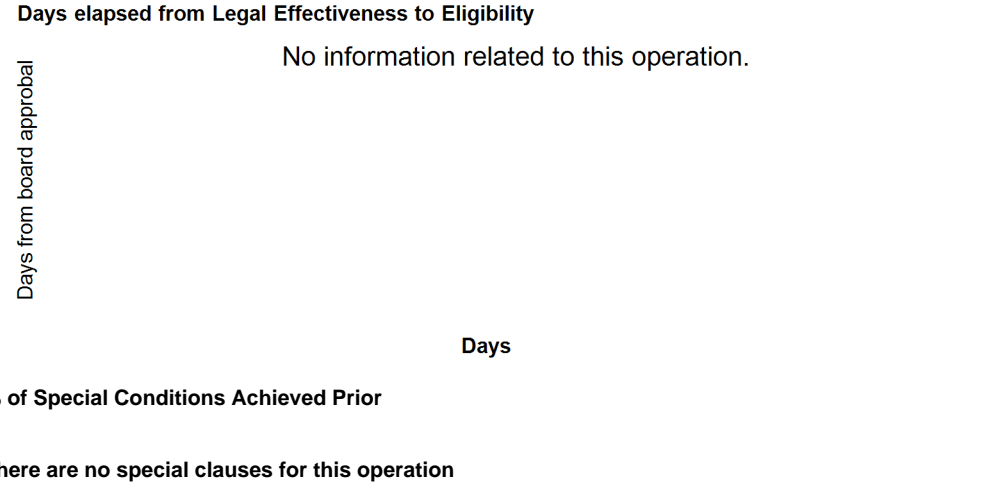 Days elapsed from Legal Effectiveness to Eligibility
No information related to this operation.
Days from board approbal
Days
of Special Conditions Achieved Prior
here are no special clauses for this operation